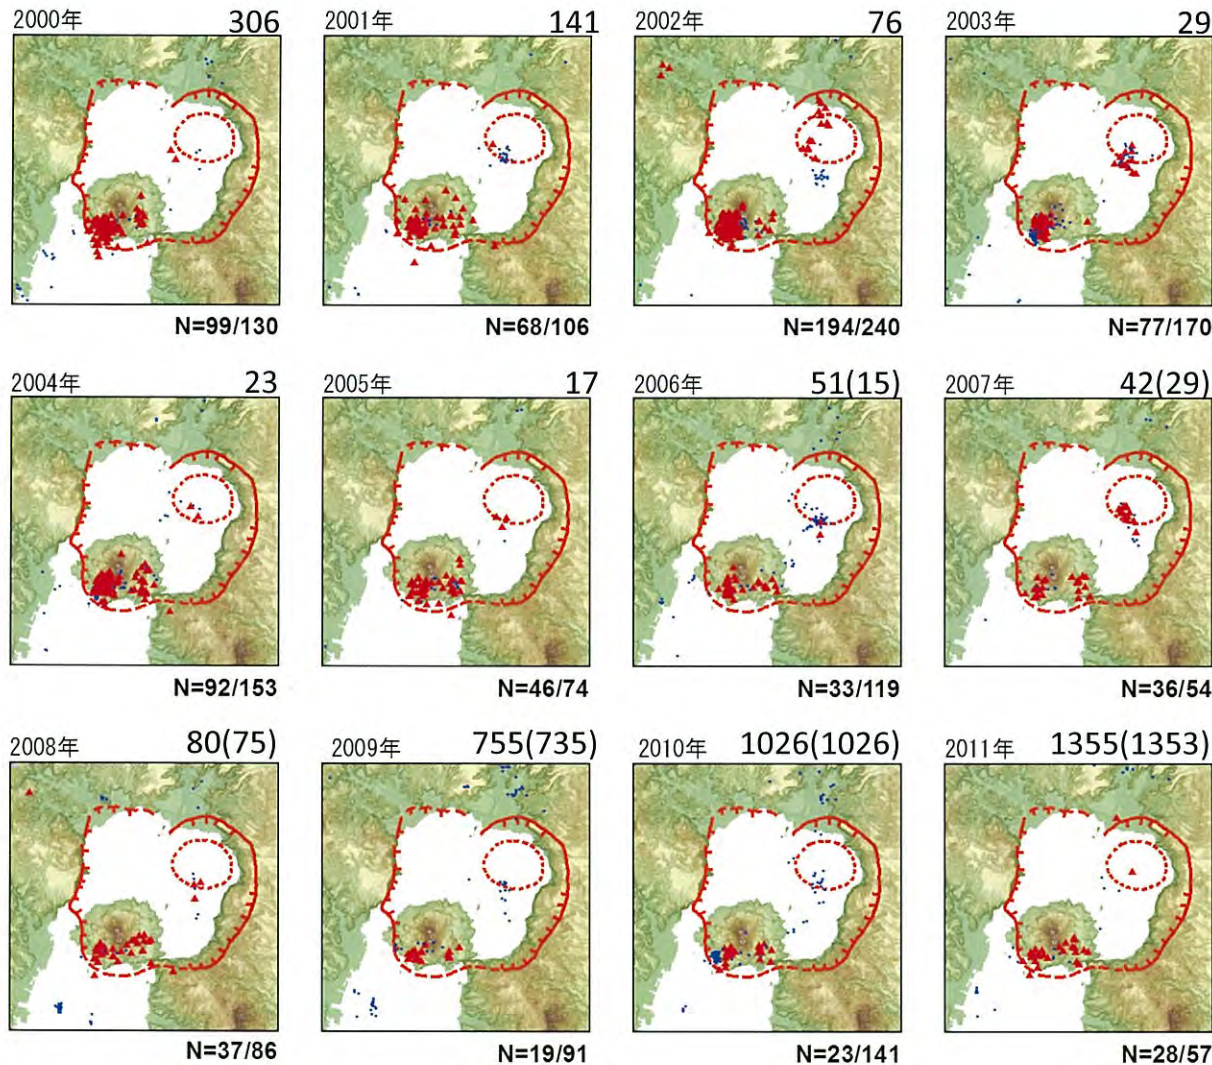 2000年 306
2001年 141
2002年 76
2003年 29
N=99/130
N=68/106
N=194/240
N=77/170
2004年 23
2005年 17
2006年 51(15)
2007年 42(29)
N=92/153
N=46/74
N=33/119
N=36/54
2008年 80(75)
2009年 755(735)
2010年 1026(1026)
2011年 1355(1353)
N=37/86
N=19/91
N=23/141
N=28/57